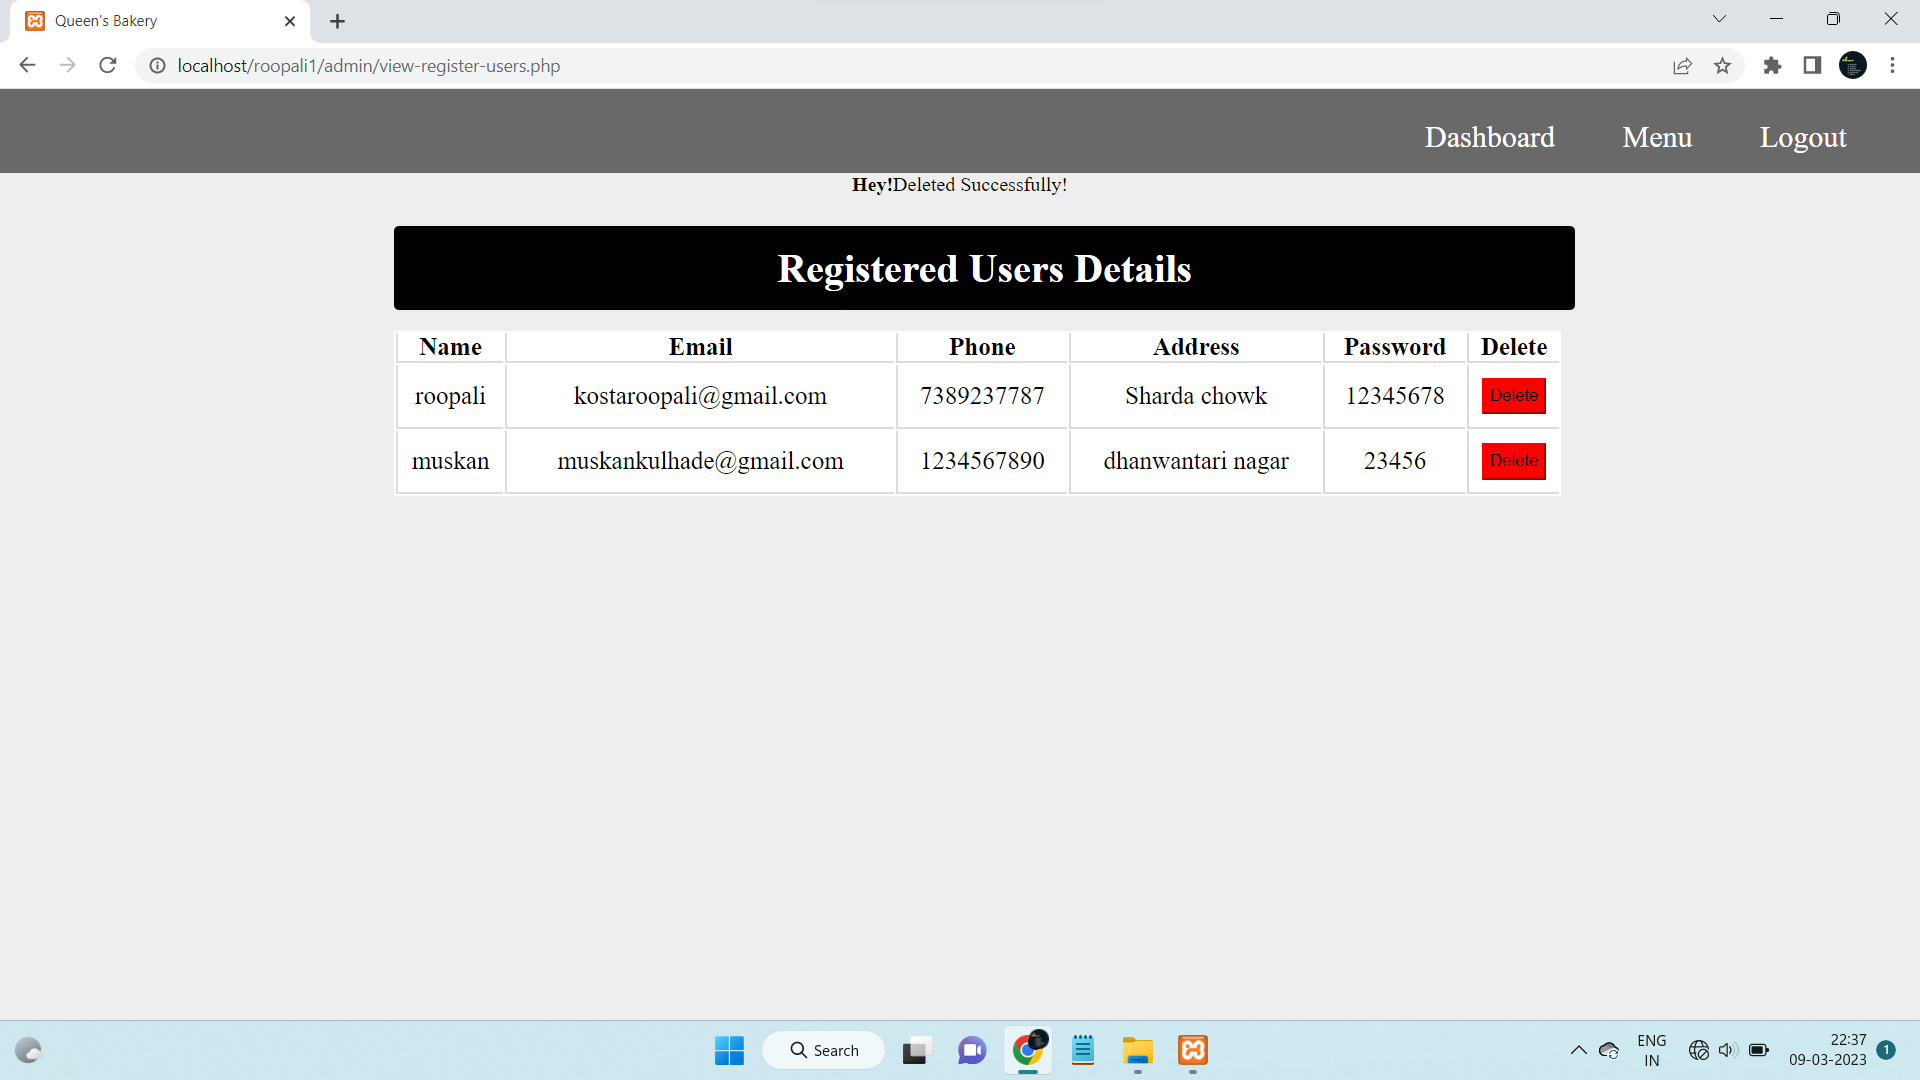 Queen's Bakery
localhost/roopali1/admin/view-register-users.php
Dashboard Menu Logout
Hey!Deleted Successfully!
Registered Users Details
Name Email Phone Address Password Delete
roopali kostaroopali@gmail.com 7389237787 Sharda chowk 12345678 Delete
muskan muskankulhade@gmail.com 1234567890 dhanwantari nagar 23456 Delete
Search
ENG
IN
22:37
09-03-2023
1